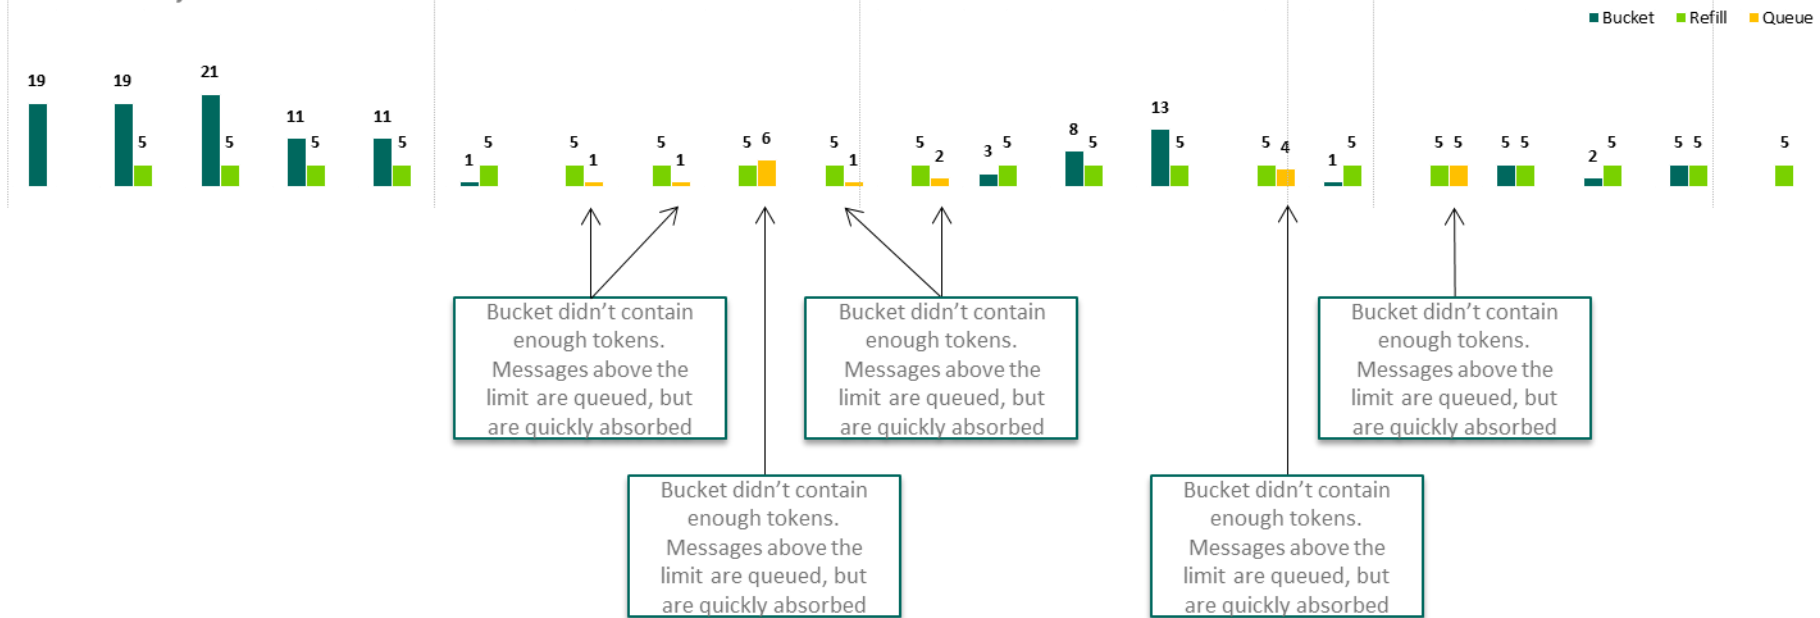 Bucket Refill Queue
19 19 5 21 5 11 5 11 5 1 5 5 1 5 1 5 6 5 1 5 2 3 5 8 5 13 5 5 4 1 5 5 5 5 5 2 5 5 5 5
Bucket didn't contain
enough tokens.
Messages above the
limit are queued, but
are quickly absorbed
Bucket didn't contain
enough tokens.
Messages above the
limit are queued, but
are quickly absorbed
Bucket didn't contain
enough tokens.
Messages above the
limit are queued, but
are quickly absorbed
Bucket didn't contain
enough tokens.
Messages above the
limit are queued, but
are quickly absorbed
Bucket didn't contain
enough tokens.
Messages above the
limit are queued, but
are quickly absorbed